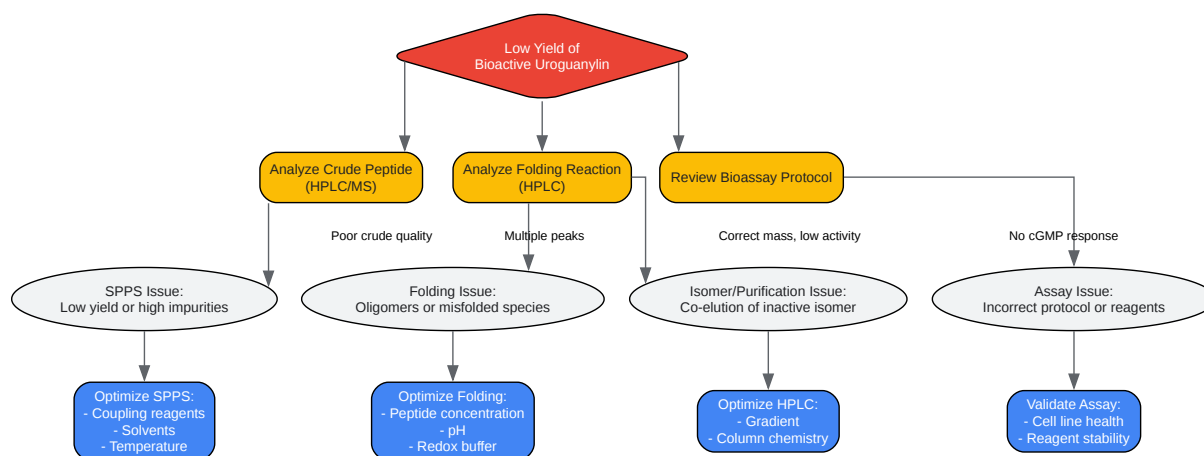 Low Yield of
Bioactive Uroguanylin
Analyze Crude Peptide
(HPLC/MS)
Analyze Folding Reaction
(HPLC)
Review Bioassay Protocol
Poor crude quality
Multiple peaks
Correct mass, low activity
No cGMP response
SPPS Issue:
Low yield or high impurities
Folding Issue:
Oligomers or misfolded species
Isomer/Purification Issue:
Co-elution of inactive isomer
Assay Issue:
Incorrect protocol or reagents
Optimize SPPS:
- Coupling reagents
- Solvents
- Temperature
Optimize Folding:
- Peptide concentration
- pH
- Redox buffer
Optimize HPLC:
- Gradient
- Column chemistry
Validate Assay:
- Cell line health
- Reagent stability